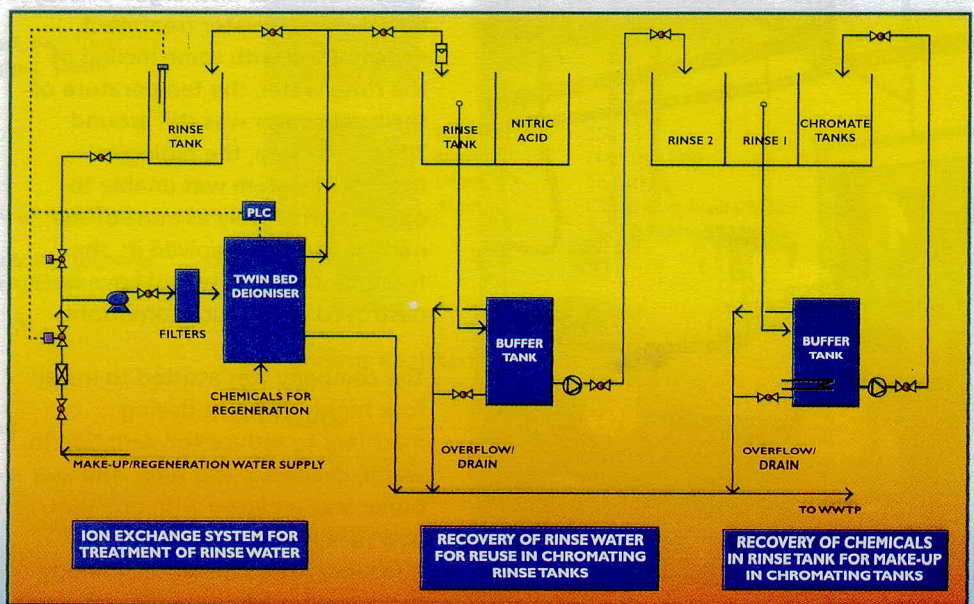 RINSE
TANK
RINSE
TANK
NITRIC
ACID
RINSE 2
RINSE 1
CHROMATE
TANKS
PLC
TWIN BED
DEIONISER
FILTERS
BUFFER
TANK
BUFFER
TANK
CHEMICALS FOR
REGENERATION
MAKE-UP/REGENERATION WATER SUPPLY
OVERFLOW/
DRAIN
OVERFLOW/
DRAIN
TO WWTP
ION EXCHANGE SYSTEM FOR
TREATMENT OF RINSE WATER
RECOVERY OF RINSE WATER
FOR REUSE IN CHROMATING
RINSE TANKS
RECOVERY OF CHEMICALS
IN RINSE TANK FOR MAKE-UP
IN CHROMATING TANKS